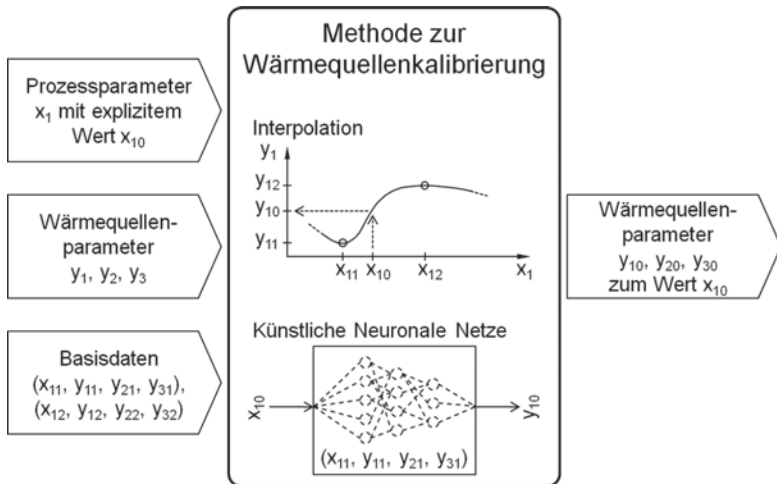 Methode zur
Wärmequellenkalibrierung
Prozessparameter
x₁ mit explizitem
Wert x₁₀
Wärmequellen-
parameter
y₁, y₂, y₃
Basisdaten
(x₁₁, y₁₁, y₂₁, y₃₁),
(x₁₂, y₁₂, y₂₂, y₃₂)
Interpolation
y₁
y₁₂
y₁₀
y₁₁
x₁₁ x₁₀ x₁₂ x₁
Künstliche Neuronale Netze
x₁₀
y₁₀
(x₁₁, y₁₁, y₂₁, y₃₁)
Wärmequellen-
parameter
y₁₀, y₂₀, y₃₀
zum Wert x₁₀